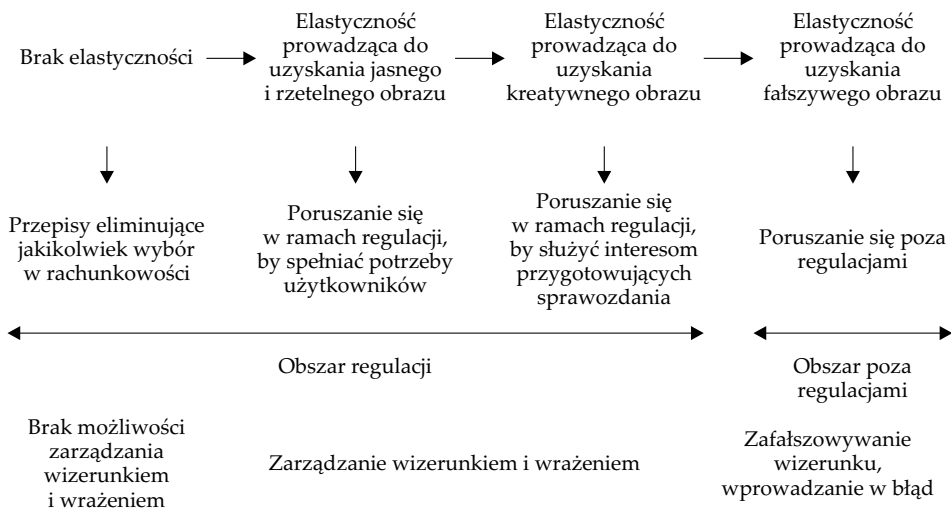 Brak elastyczności
Elastyczność
prowadząca do
uzyskania jasnego
i rzetelnego obrazu
Elastyczność
prowadząca do
uzyskania
kreatywnego obrazu
Elastyczność
prowadząca do
uzyskania
fałszywego obrazu
Przepisy eliminujące
jakikolwiek wybór
w rachunkowości
Poruszanie się
w ramach regulacji,
by spełniać potrzeby
użytkowników
Poruszanie się
w ramach regulacji,
by służyć interesom
przygotowujących
sprawozdania
Poruszanie się poza
regulacjami
Obszar regulacji
Obszar poza
regulacjami
Brak możliwości
zarządzania
wizerunkiem
i wrażeniem
Zarządzanie wizerunkiem i wrażeniem
Zafałszowywanie
wizerunku,
wprowadzanie w błąd